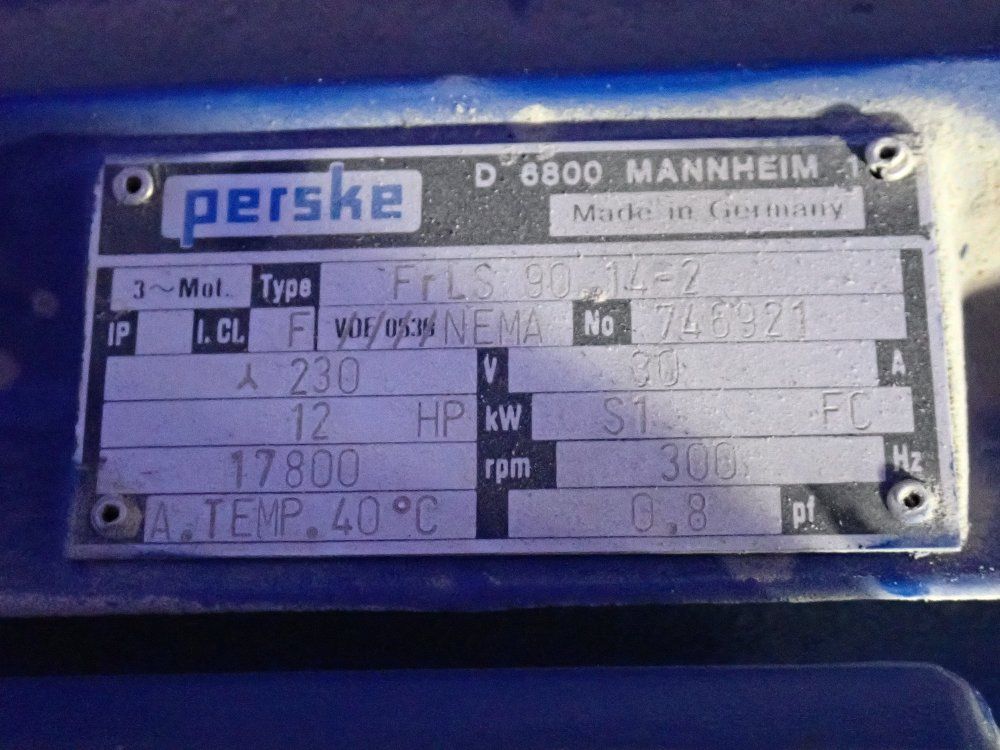 perske
D 6800 MANNHEIM 1
Made in Germany
3~Mot. Type FrLS 90.14-2
IP I.CL. F VDE 0535 ////NEMA No 746921
⅄ 230 V 30 A
12 HP kW S1 FC
17800 rpm 300 Hz
A.TEMP.40°C 0,8 pf